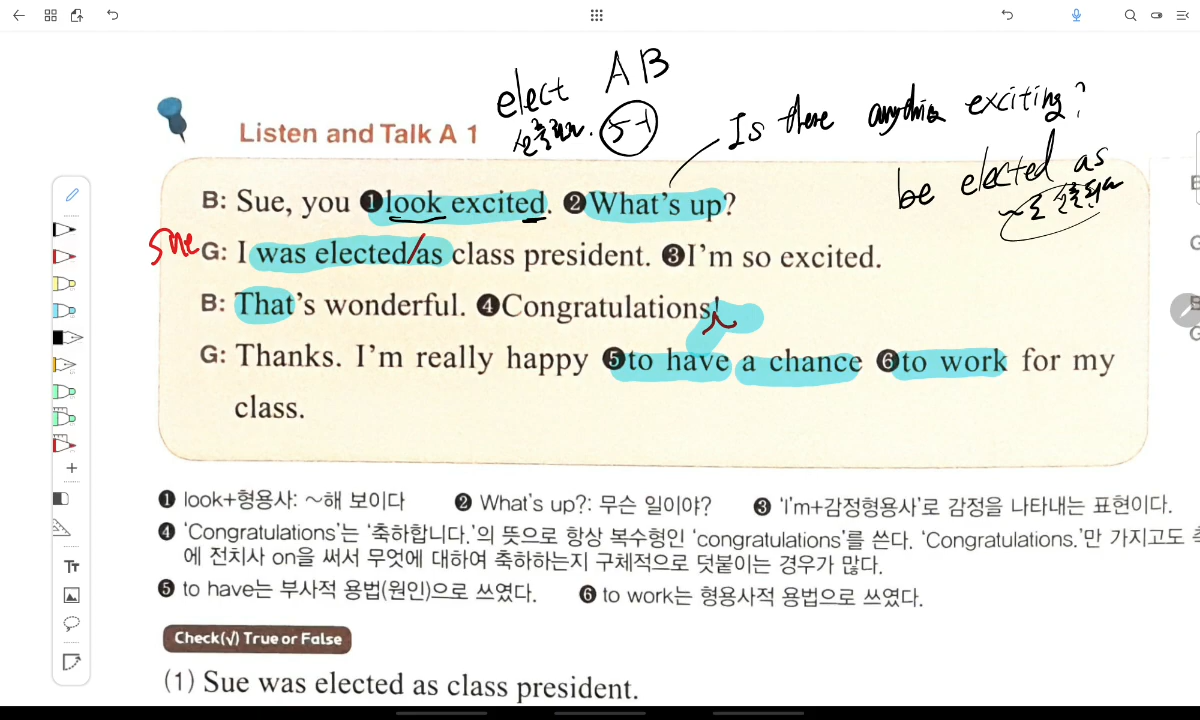 elect A B
선출하다. 5-1
Is there anything exciting?
be elected as
~로 선출되다
Listen and Talk A 1
B: Sue, you ❶look excited. ❷What's up?
Sue
G: I was elected/as class president. ❸I'm so excited.
B: That's wonderful. ❹Congratulations!
G: Thanks. I'm really happy ❺to have a chance ❻to work for my
class.
❶ look+형용사: ～해 보이다 ❷ What's up?: 무슨 일이야? ❸ 'I'm+감정형용사'로 감정을 나타내는 표현이다.
❹ 'Congratulations'는 '축하합니다.'의 뜻으로 항상 복수형인 'congratulations'를 쓴다. 'Congratulations.'만 가지고도
에 전치사 on을 써서 무엇에 대하여 축하하는지 구체적으로 덧붙이는 경우가 많다.
❺ to have는 부사적 용법(원인)으로 쓰였다. ❻ to work는 형용사적 용법으로 쓰였다.
Check(√) True or False
(1) Sue was elected as class president.